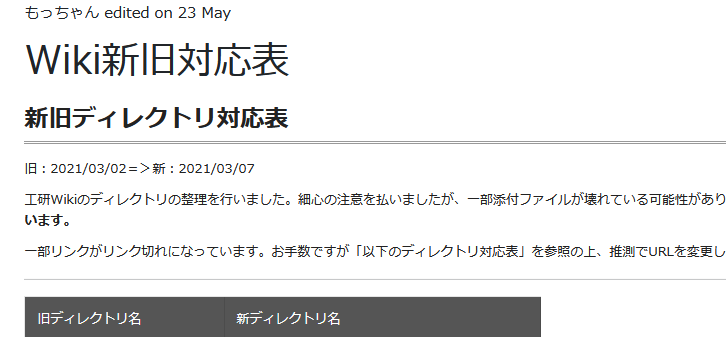 もっちゃん edited on 23 May
Wiki新旧対応表
新旧ディレクトリ対応表
旧：2021/03/02＝＞新：2021/03/07
工研Wikiのディレクトリの整理を行いました。細心の注意を払いましたが、一部添付ファイルが壊れている可能性があり
います。
一部リンクがリンク切れになっています。お手数ですが「以下のディレクトリ対応表」を参照の上、推測でURLを変更し
旧ディレクトリ名 新ディレクトリ名